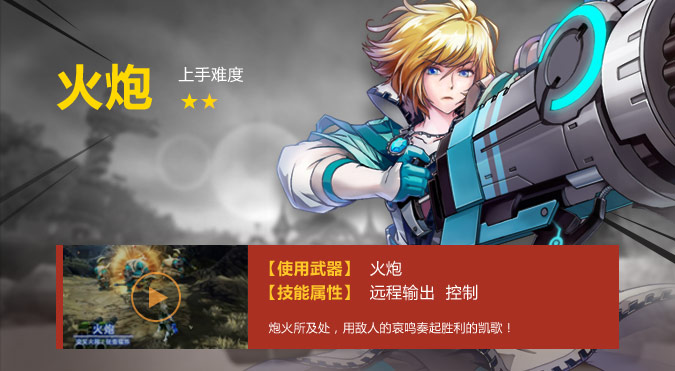 火炮
上手难度
★★
【使用武器】 火炮
【技能属性】 远程输出 控制
炮火所及处，用敌人的哀鸣奏起胜利的凯歌！
火炮